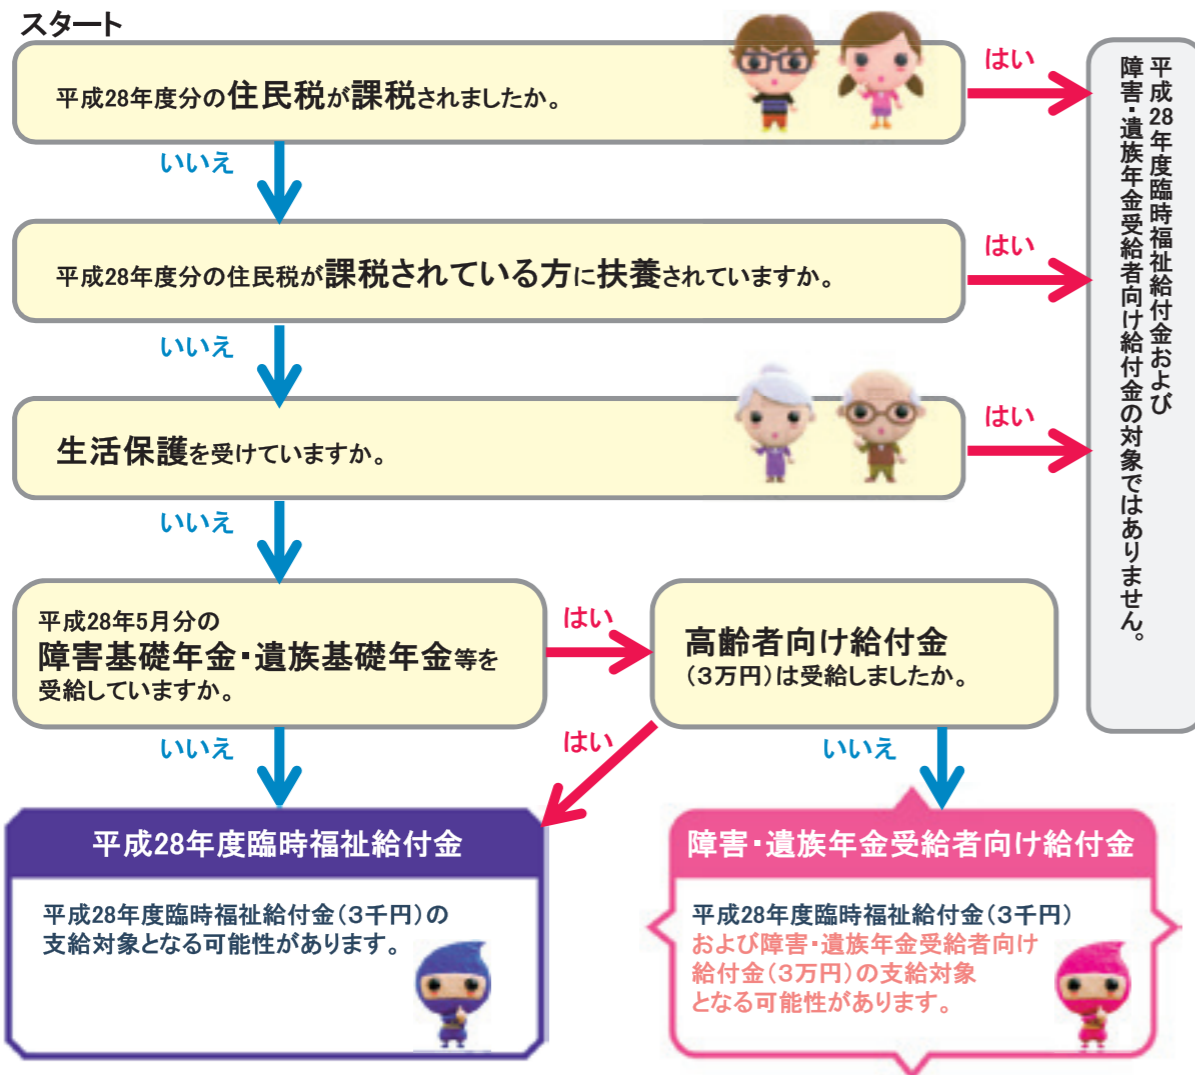 スタート
平成28年度分の住民税が課税されましたか。
はい
いいえ
平成28年度分の住民税が課税されている方に扶養されていますか。
はい
いいえ
生活保護を受けていますか。
はい
いいえ
平成28年度臨時福祉給付金および
障害・遺族年金受給者向け給付金の対象ではありません。
平成28年5月分の
障害基礎年金・遺族基礎年金等を
受給していますか。
はい
いいえ
高齢者向け給付金
（3万円）は受給しましたか。
はい
いいえ
平成28年度臨時福祉給付金
平成28年度臨時福祉給付金（3千円）の
支給対象となる可能性があります。
障害・遺族年金受給者向け給付金
平成28年度臨時福祉給付金（3千円）
および障害・遺族年金受給者向け
給付金（3万円）の支給対象
となる可能性があります。